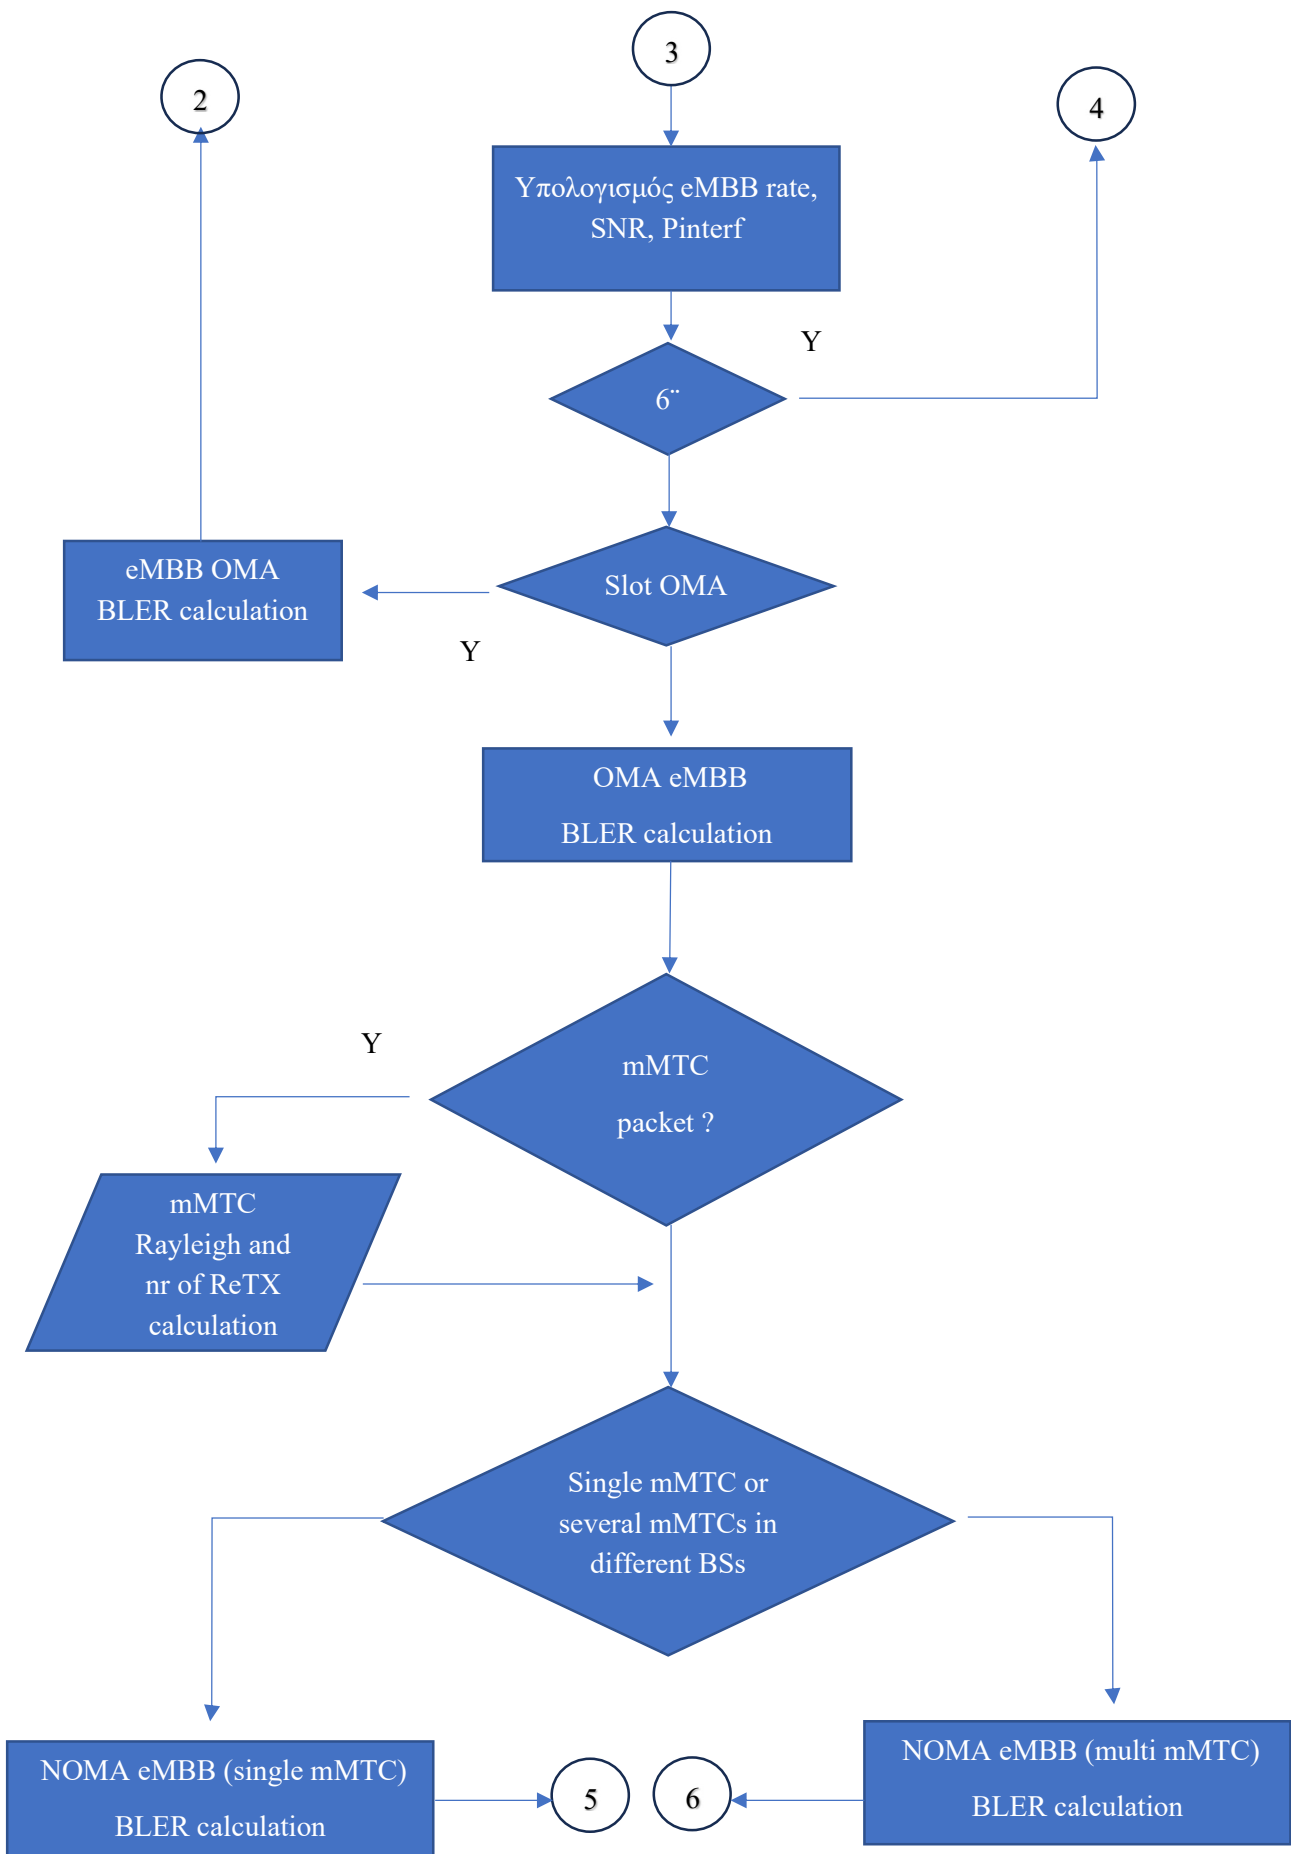 3
2
4
Υπολογισμός eMBB rate,
SNR, Pinterf
Y
6¨
Slot OMA
eMBB OMA
BLER calculation
Y
OMA eMBB
BLER calculation
mMTC
packet ?
Y
mMTC
Rayleigh and
nr of ReTX
calculation
Single mMTC or
several mMTCs in
different BSs
NOMA eMBB (single mMTC)
BLER calculation
5
6
NOMA eMBB (multi mMTC)
BLER calculation